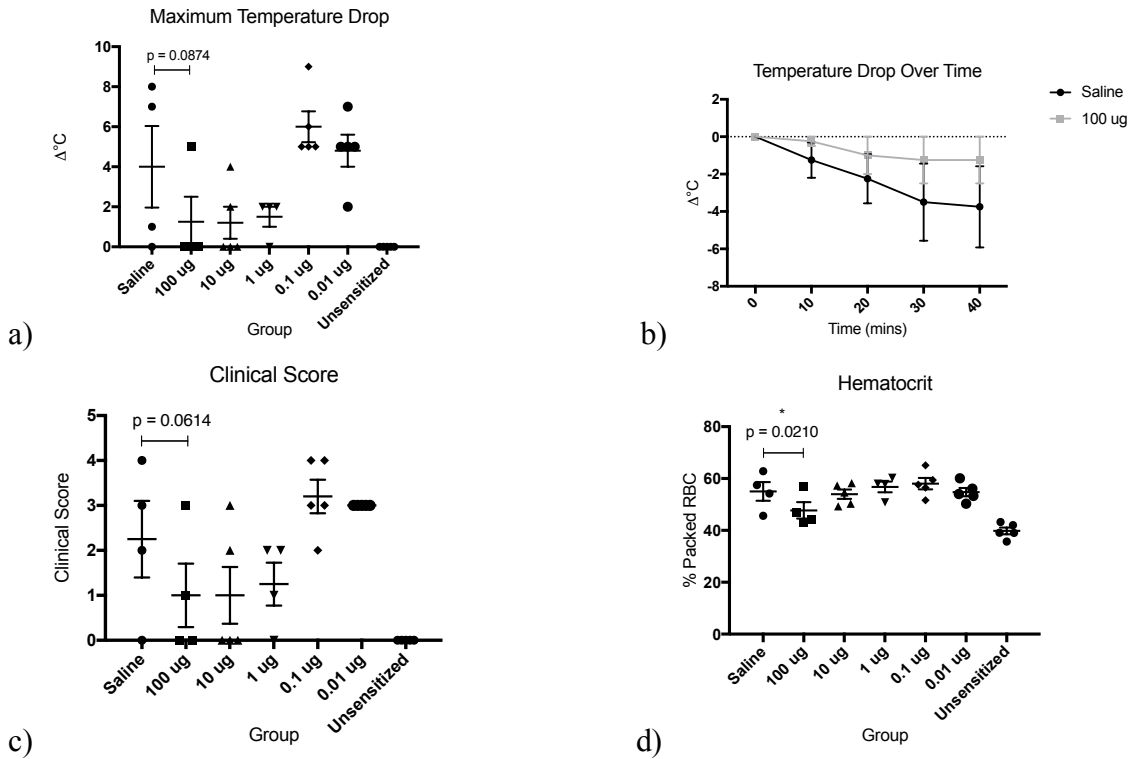 Maximum Temperature Drop
p = 0.0874
10
8
6
4
2
0
Δ°C
Saline
100 ug
10 ug
1 ug
0.1 ug
0.01 ug
Unsensitized
Group
a)
Temperature Drop Over Time
Saline
100 ug
2
0
-2
-4
-6
-8
Δ°C
0
10
20
30
40
Time (mins)
b)
Clinical Score
p = 0.0614
5
4
3
2
1
0
Clinical Score
Saline
100 ug
10 ug
1 ug
0.1 ug
0.01 ug
Unsensitized
Group
c)
Hematocrit
*
p = 0.0210
80
60
40
20
0
% Packed RBC
Saline
100 ug
10 ug
1 ug
0.1 ug
0.01 ug
Unsensitized
Group
d)